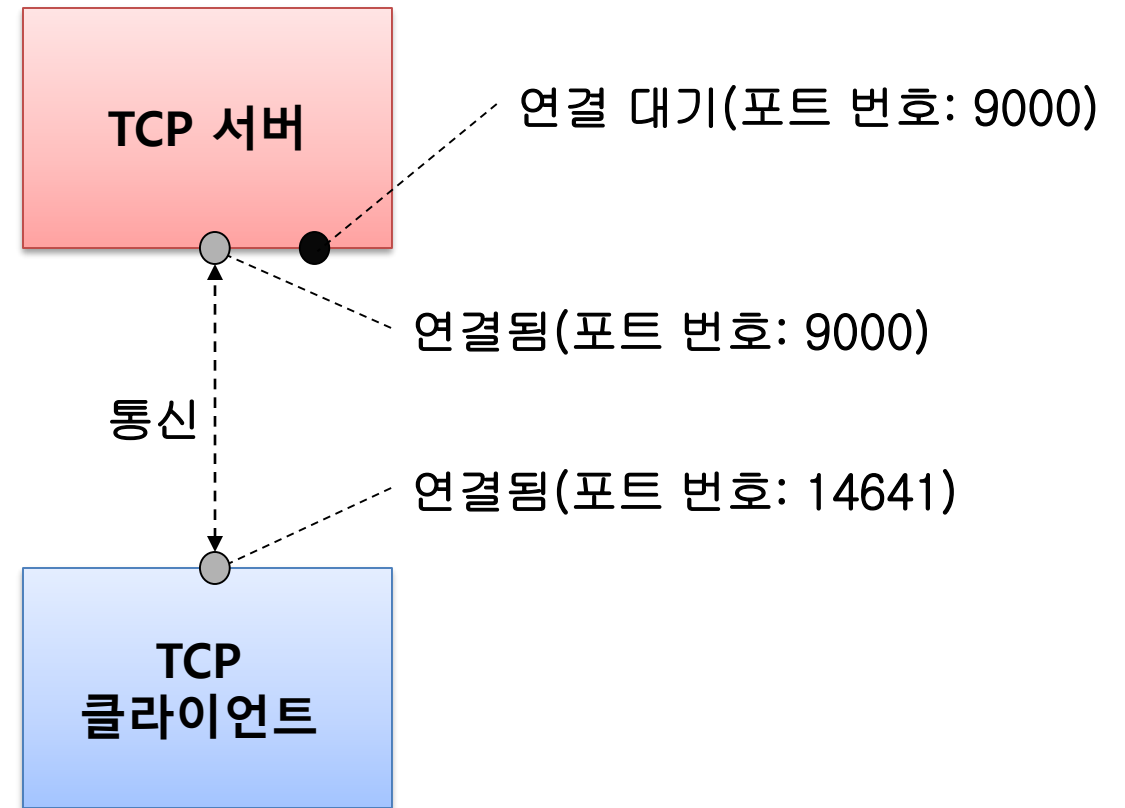 TCP 서버
연결 대기(포트 번호: 9000)
연결됨(포트 번호: 9000)
통신
연결됨(포트 번호: 14641)
TCP
클라이언트